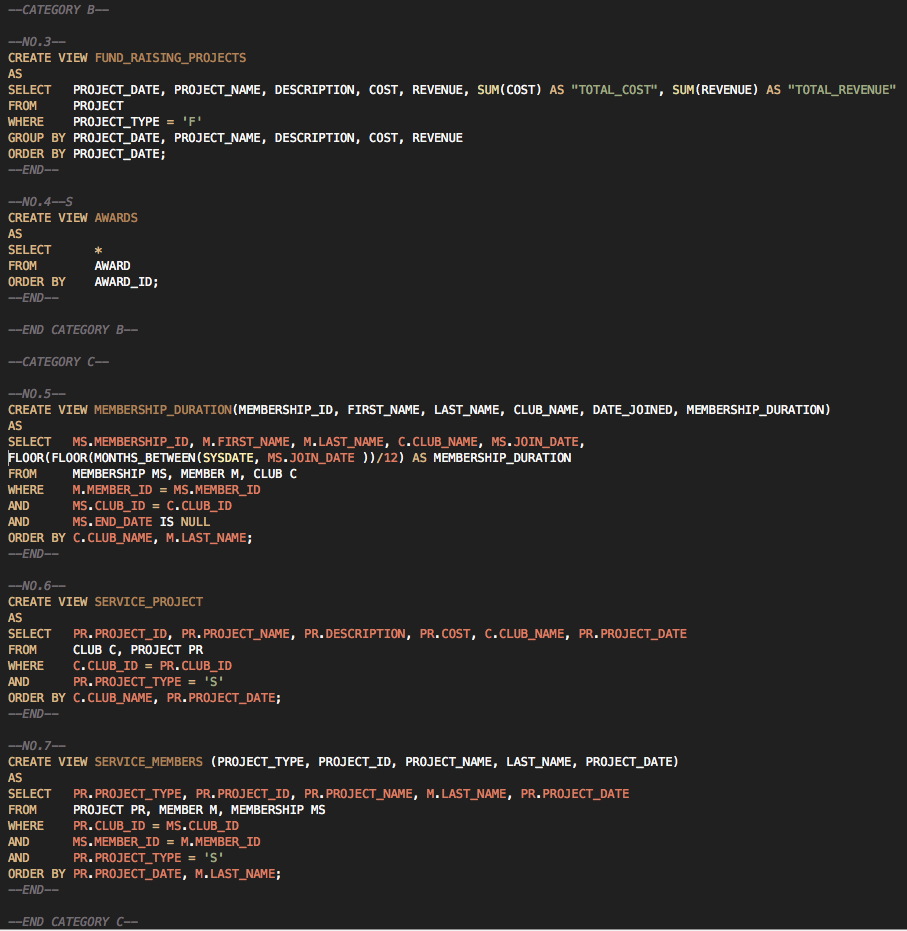 --CATEGORY B--
--NO.3--
CREATE VIEW FUND_RAISING_PROJECTS
AS
SELECT PROJECT_DATE, PROJECT_NAME, DESCRIPTION, COST, REVENUE, SUM(COST) AS "TOTAL_COST", SUM(REVENUE) AS "TOTAL_REVENUE"
FROM PROJECT
WHERE PROJECT_TYPE = 'F'
GROUP BY PROJECT_DATE, PROJECT_NAME, DESCRIPTION, COST, REVENUE
ORDER BY PROJECT_DATE;
--END--
--NO.4--S
CREATE VIEW AWARDS
AS
SELECT *
FROM AWARD
ORDER BY AWARD_ID;
--END--
--END CATEGORY B--
--CATEGORY C--
--NO.5--
CREATE VIEW MEMBERSHIP_DURATION(MEMBERSHIP_ID, FIRST_NAME, LAST_NAME, CLUB_NAME, DATE_JOINED, MEMBERSHIP_DURATION)
AS
SELECT MS.MEMBERSHIP_ID, M.FIRST_NAME, M.LAST_NAME, C.CLUB_NAME, MS.JOIN_DATE,
FLOOR(FLOOR(MONTHS_BETWEEN(SYSDATE, MS.JOIN_DATE ))/12) AS MEMBERSHIP_DURATION
FROM MEMBERSHIP MS, MEMBER M, CLUB C
WHERE M.MEMBER_ID = MS.MEMBER_ID
AND MS.CLUB_ID = C.CLUB_ID
AND MS.END_DATE IS NULL
ORDER BY C.CLUB_NAME, M.LAST_NAME;
--END--
--NO.6--
CREATE VIEW SERVICE_PROJECT
AS
SELECT PR.PROJECT_ID, PR.PROJECT_NAME, PR.DESCRIPTION, PR.COST, C.CLUB_NAME, PR.PROJECT_DATE
FROM CLUB C, PROJECT PR
WHERE C.CLUB_ID = PR.CLUB_ID
AND PR.PROJECT_TYPE = 'S'
ORDER BY C.CLUB_NAME, PR.PROJECT_DATE;
--END--
--NO.7--
CREATE VIEW SERVICE_MEMBERS (PROJECT_TYPE, PROJECT_ID, PROJECT_NAME, LAST_NAME, PROJECT_DATE)
AS
SELECT PR.PROJECT_TYPE, PR.PROJECT_ID, PR.PROJECT_NAME, M.LAST_NAME, PR.PROJECT_DATE
FROM PROJECT PR, MEMBER M, MEMBERSHIP MS
WHERE PR.CLUB_ID = MS.CLUB_ID
AND MS.MEMBER_ID = M.MEMBER_ID
AND PR.PROJECT_TYPE = 'S'
ORDER BY PR.PROJECT_DATE, M.LAST_NAME;
--END--
--END CATEGORY C--